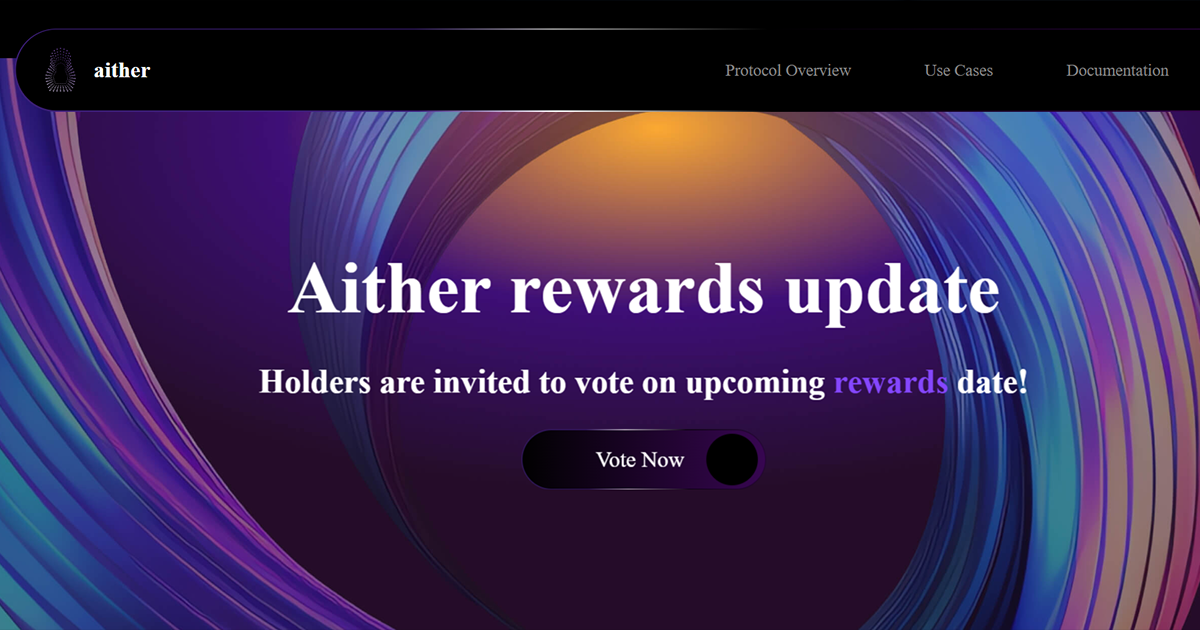 aither
Protocol Overview
Use Cases
Documentation
Aither rewards update
Holders are invited to vote on upcoming rewards date!
Vote Now